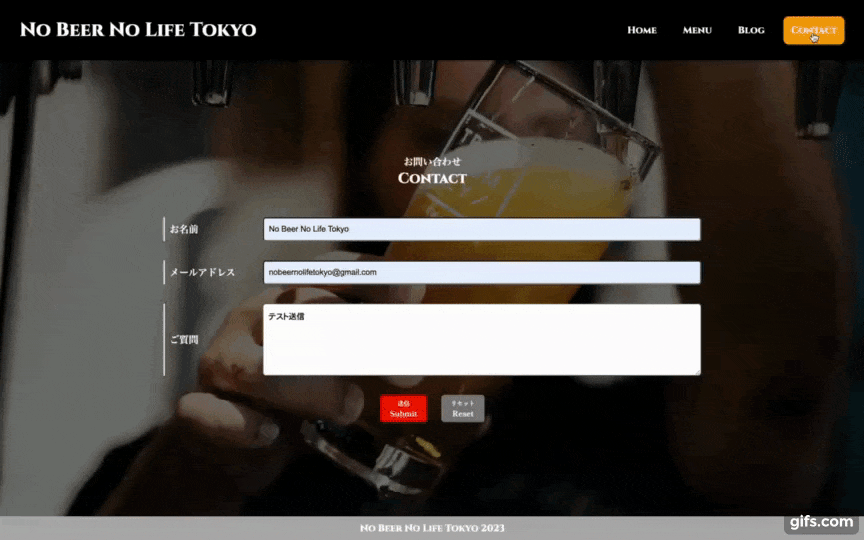 No Beer No Life Tokyo
Home Menu Blog Contact
お問い合わせ
Contact
お名前
No Beer No Life Tokyo
メールアドレス
nobeernolifetokyo@gmail.com
ご質問
テスト送信
送信
Submit
リセット
Reset
No Beer No Life Tokyo 2023
gifs.com